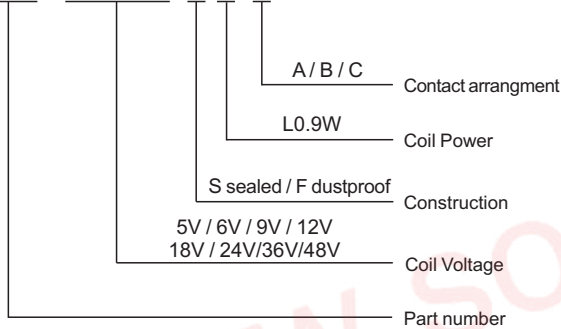 A / B / C
Contact arrangment
L0.9W
Coil Power
S sealed / F dustproof
Construction
5V / 6V / 9V / 12V
18V / 24V/36V/48V
Coil Voltage
Part number